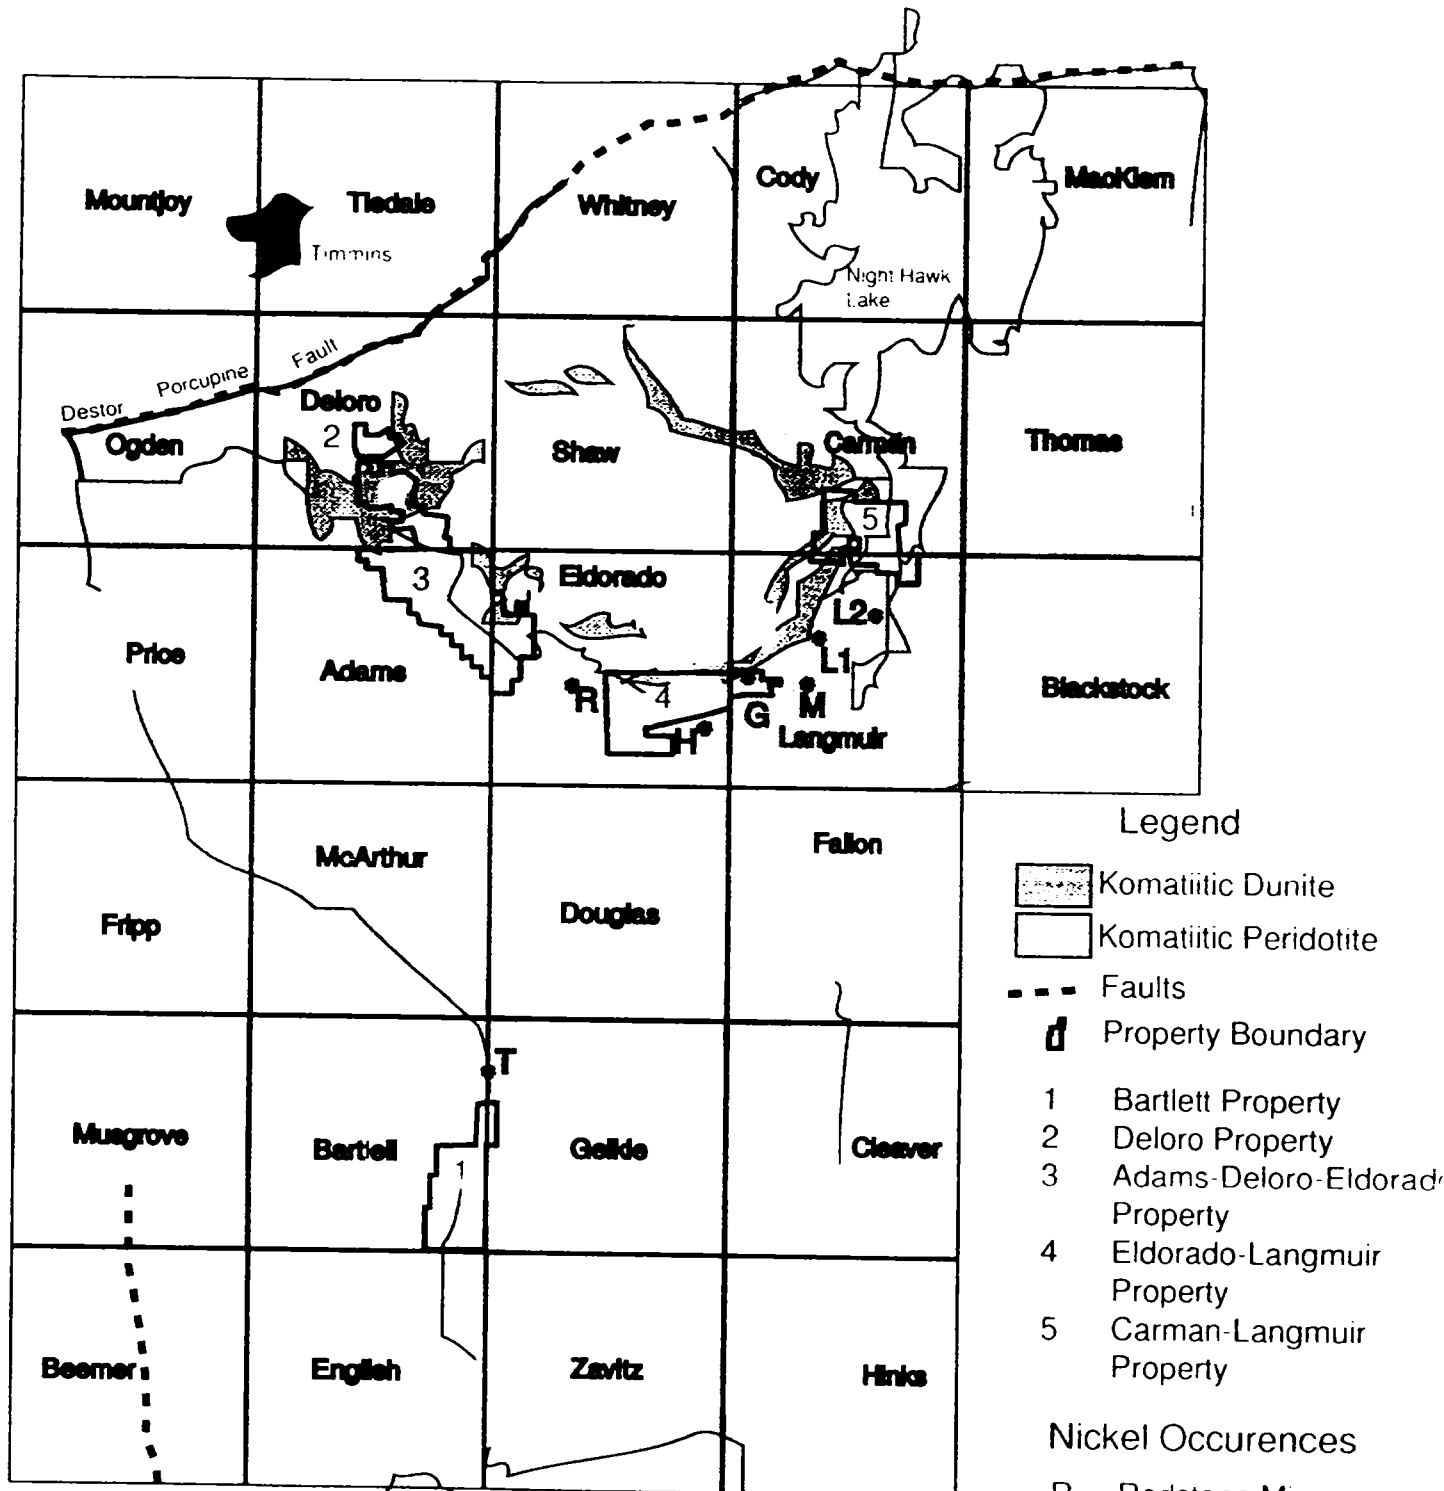 Mountjoy
Tisdale
Whitney
Cody
MacKlem
Timmins
Night Hawk
Lake
Destor
Porcupine
Fault
Ogden
Deloro
2
Shaw
Carman
Thomas
5
3
Eldorado
L2
L1
Price
Adams
R
4
H
G
M
Langmuir
Blackstock
McArthur
Fallon
Fripp
Douglas
T
Musgrove
Bartlett
1
Geikie
Cleaver
Beemer
English
Zavitz
Hinks
Legend
Komatiitic Dunite
Komatiitic Peridotite
Faults
Property Boundary
1 Bartlett Property
2 Deloro Property
3 Adams-Deloro-Eldorado
Property
4 Eldorado-Langmuir
Property
5 Carman-Langmuir
Property
Nickel Occurences